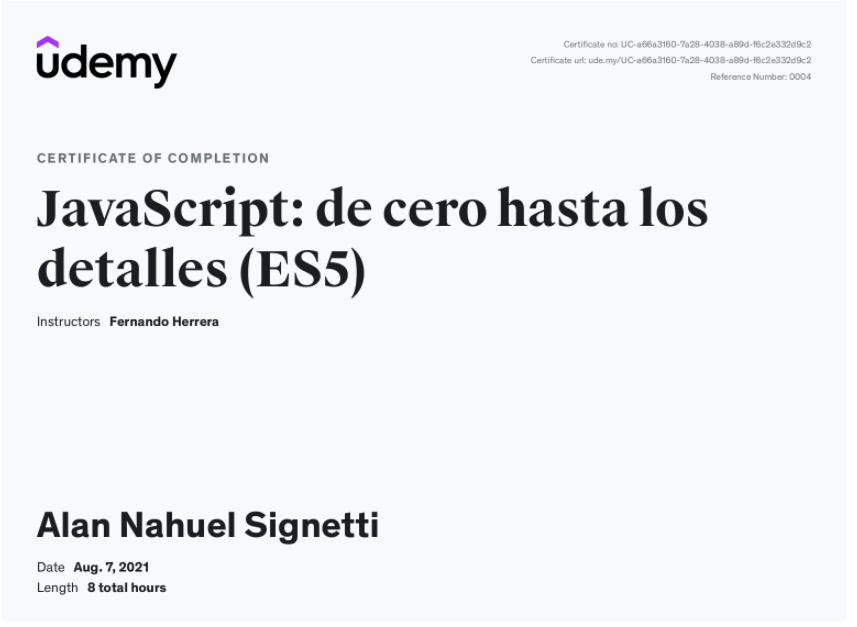 udemy
Certificate no: UC-a66a3160-7a28-4038-a89d-f6c2e332d9c2
Certificate url: ude.my/UC-a66a3160-7a28-4038-a89d-f6c2e332d9c2
Reference Number: 0004
CERTIFICATE OF COMPLETION
JavaScript: de cero hasta los
detalles (ES5)
Instructors Fernando Herrera
Alan Nahuel Signetti
Date Aug. 7, 2021
Length 8 total hours